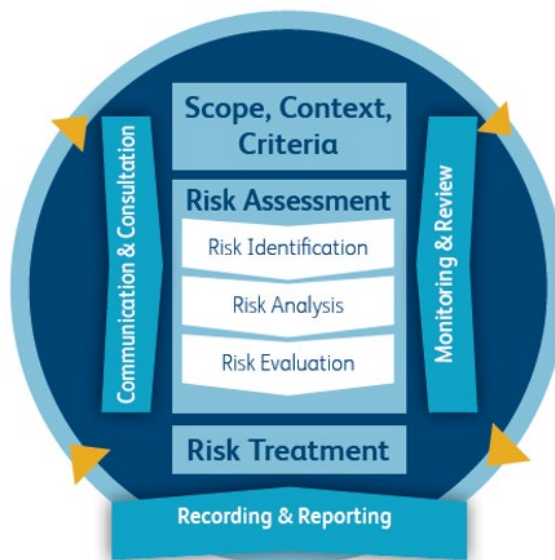 Scope, Context,
Criteria
Communication & Consultation
Risk Assessment
Risk Identification
Risk Analysis
Risk Evaluation
Monitoring & Review
Risk Treatment
Recording & Reporting